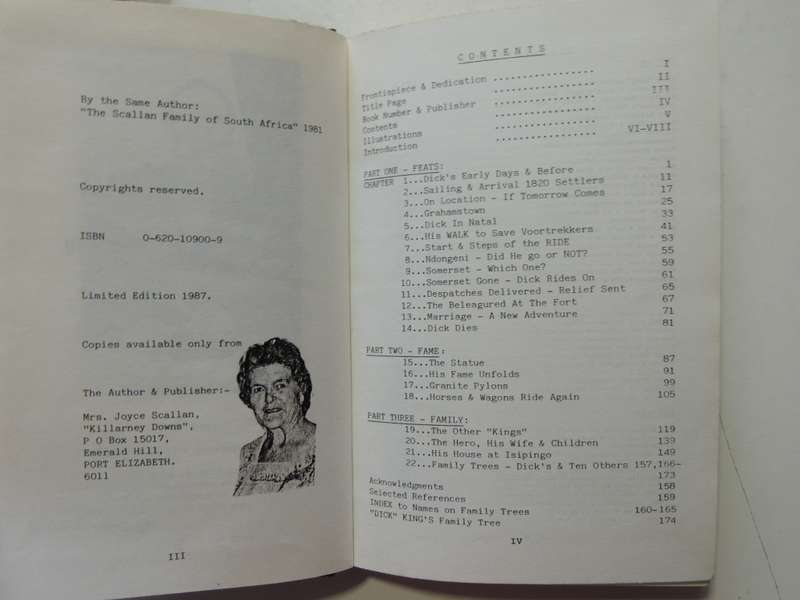 By the Same Author:
"The Scallan Family of South Africa" 1981
Copyrights reserved.
ISBN 0-620-10900-9
Limited Edition 1987.
Copies available only from
The Author & Publisher:-
Mrs. Joyce Scallan,
"Killarney Downs",
P O Box 15017,
Emerald Hill,
PORT ELIZABETH.
6011
III
CONTENTS
Frontispiece & Dedication ................. I
Title Page ................. II
Book Number & Publisher ................. III
Contents ................. IV
Illustrations ................. V
Introduction VI-VIII
PART ONE - FEATS:
CHAPTER 1...Dick's Early Days & Before 1
2...Sailing & Arrival 1820 Settlers 11
3...On Location - If Tomorrow Comes 17
4...Grahamstown 25
5...Dick In Natal 33
6...His WALK to Save Voortrekkers 41
7...Start & Steps of the RIDE 53
8...Ndongeni - Did He go or NOT? 55
9...Somerset - Which One? 59
10...Somerset Gone - Dick Rides On 61
11...Despatches Delivered - Relief Sent 65
12...The Beleagured At The Fort 67
13...Marriage - A New Adventure 71
14...Dick Dies 81
PART TWO - FAME:
15...The Statue 87
16...His Fame Unfolds 91
17...Granite Pylons 99
18...Horses & Wagons Ride Again 105
PART THREE - FAMILY:
19...The Other "Kings" 119
20...The Hero, His Wife & Children 139
21...His House at Isipingo 149
22...Family Trees - Dick's & Ten Others 157,166-
173
Acknowledgments 158
Selected References 159
INDEX to Names on Family Trees 160-165
"DICK" KING'S Family Tree 174
IV